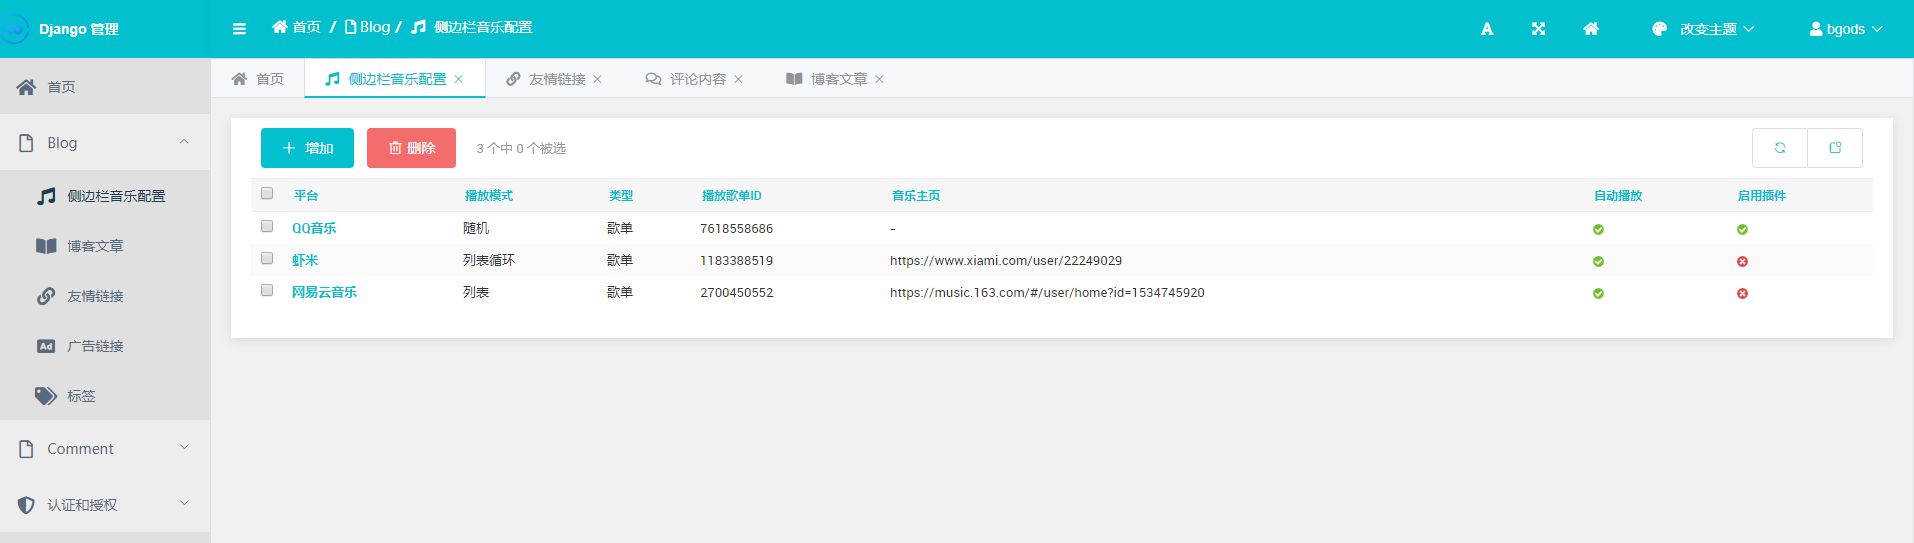 Django 管理
首页 / Blog / 侧边栏音乐配置
A 改变主题 bgods
首页 侧边栏音乐配置 友情链接 评论内容 博客文章
首页
Blog
侧边栏音乐配置
博客文章
友情链接
Ad 广告链接
标签
Comment
认证和授权
增加 删除 3 个中 0 个被选
平台 播放模式 类型 播放歌单ID 音乐主页 自动播放 启用插件
QQ音乐 随机 歌单 7618558686 -
虾米 列表循环 歌单 1183388519 https://www.xiami.com/user/22249029
网易云音乐 列表 歌单 2700450552 https://music.163.com/#/user/home?id=1534745920